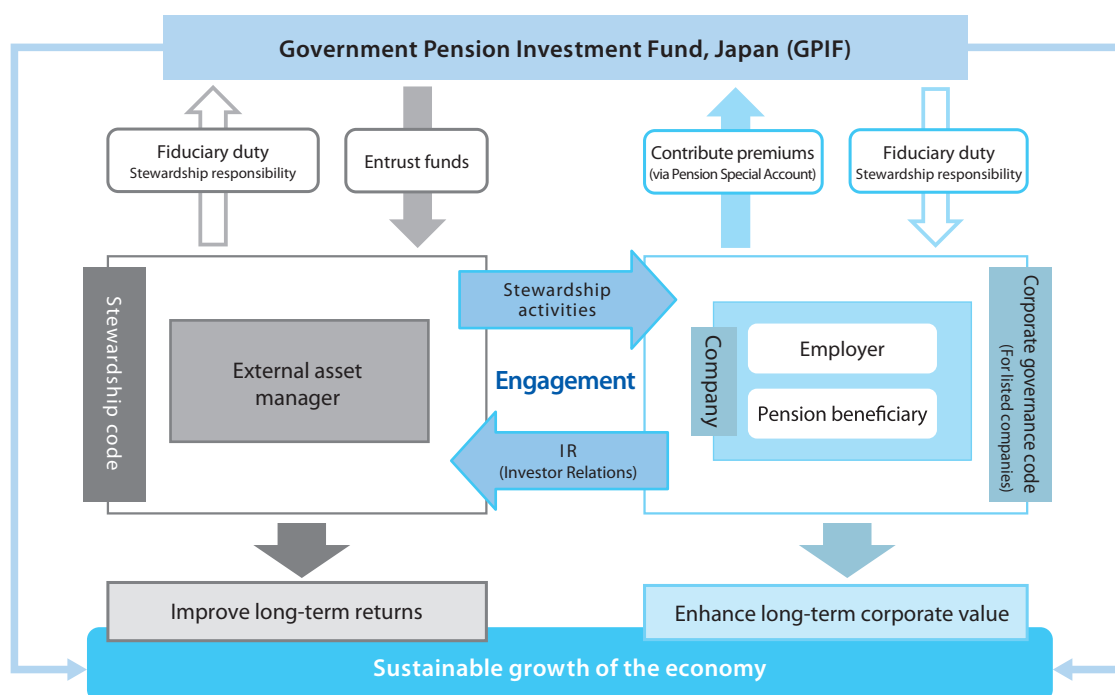 Government Pension Investment Fund, Japan (GPIF)
Fiduciary duty
Stewardship responsibility
Entrust funds
Contribute premiums
(via Pension Special Account)
Fiduciary duty
Stewardship responsibility
Stewardship code
External asset
manager
Stewardship
activities
Engagement
IR
(Investor Relations)
Company
Employer
Pension beneficiary
Corporate governance code
(For listed companies)
Improve long-term returns
Enhance long-term corporate value
Sustainable growth of the economy